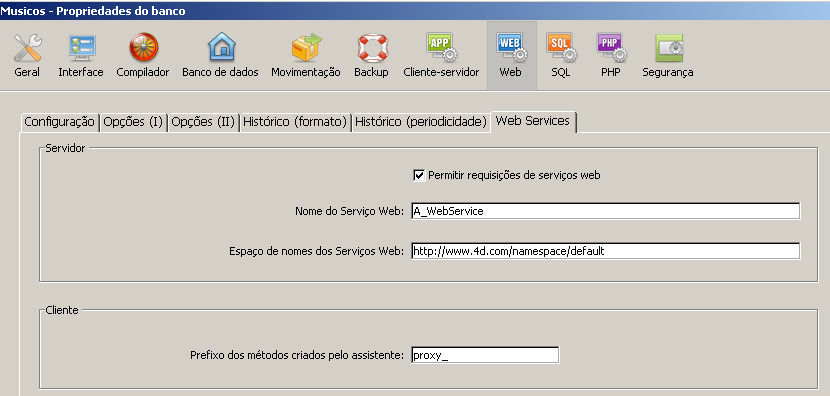 Musicos - Propriedades do banco
APP WEB SQL PHP
Geral Interface Compilador Banco de dados Movimentação Backup Cliente-servidor Web SQL PHP Segurança
Configuração Opções (I) Opções (II) Histórico (formato) Histórico (periodicidade) Web Services
Servidor
Permitir requisições de serviços web
Nome do Serviço Web: A_WebService
Espaço de nomes dos Serviços Web: http://www.4d.com/namespace/default
Cliente
Prefixo dos métodos criados pelo assistente: proxy_